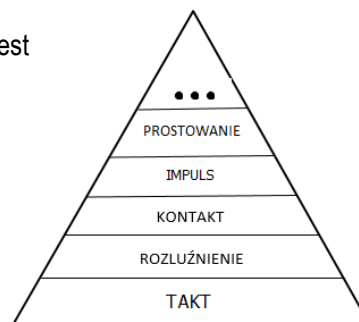 est
...
PROSTOWANIE
IMPULS
KONTAKT
ROZLUŹNIENIE
TAKT